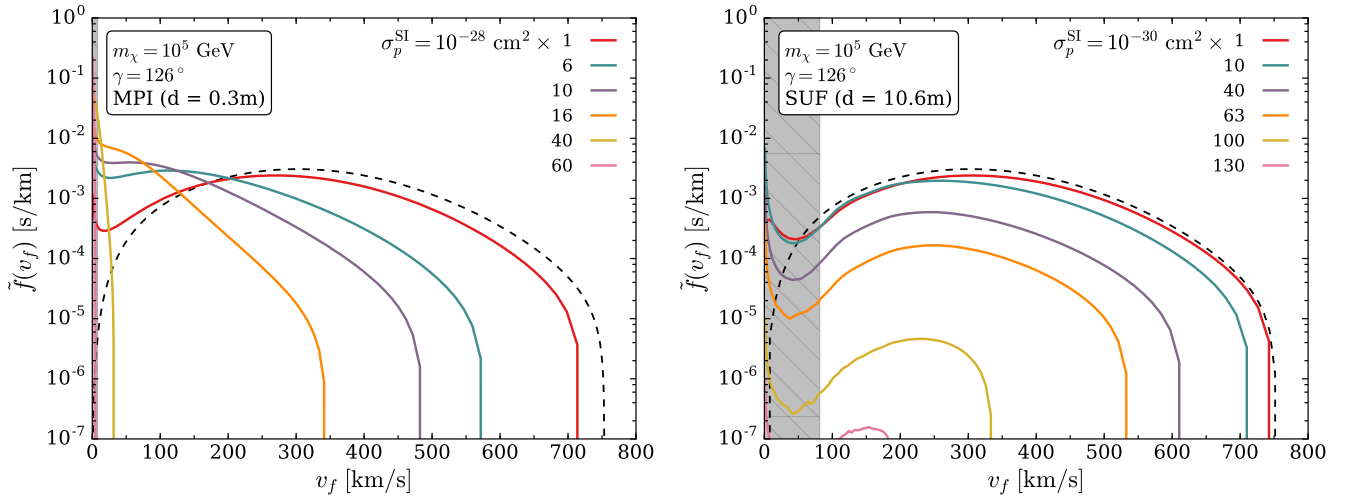 10^0
10^-1
10^-2
10^-3
10^-4
10^-5
10^-6
10^-7
f̃(v_f) [s/km]
m_χ = 10^5 GeV
γ = 126°
MPI (d = 0.3m)
σ_p^SI = 10^-28 cm^2 × 1
6
10
16
40
60
0 100 200 300 400 500 600 700 800
v_f [km/s]
10^0
10^-1
10^-2
10^-3
10^-4
10^-5
10^-6
10^-7
f̃(v_f) [s/km]
m_χ = 10^5 GeV
γ = 126°
SUF (d = 10.6m)
σ_p^SI = 10^-30 cm^2 × 1
10
40
63
100
130
0 100 200 300 400 500 600 700 800
v_f [km/s]